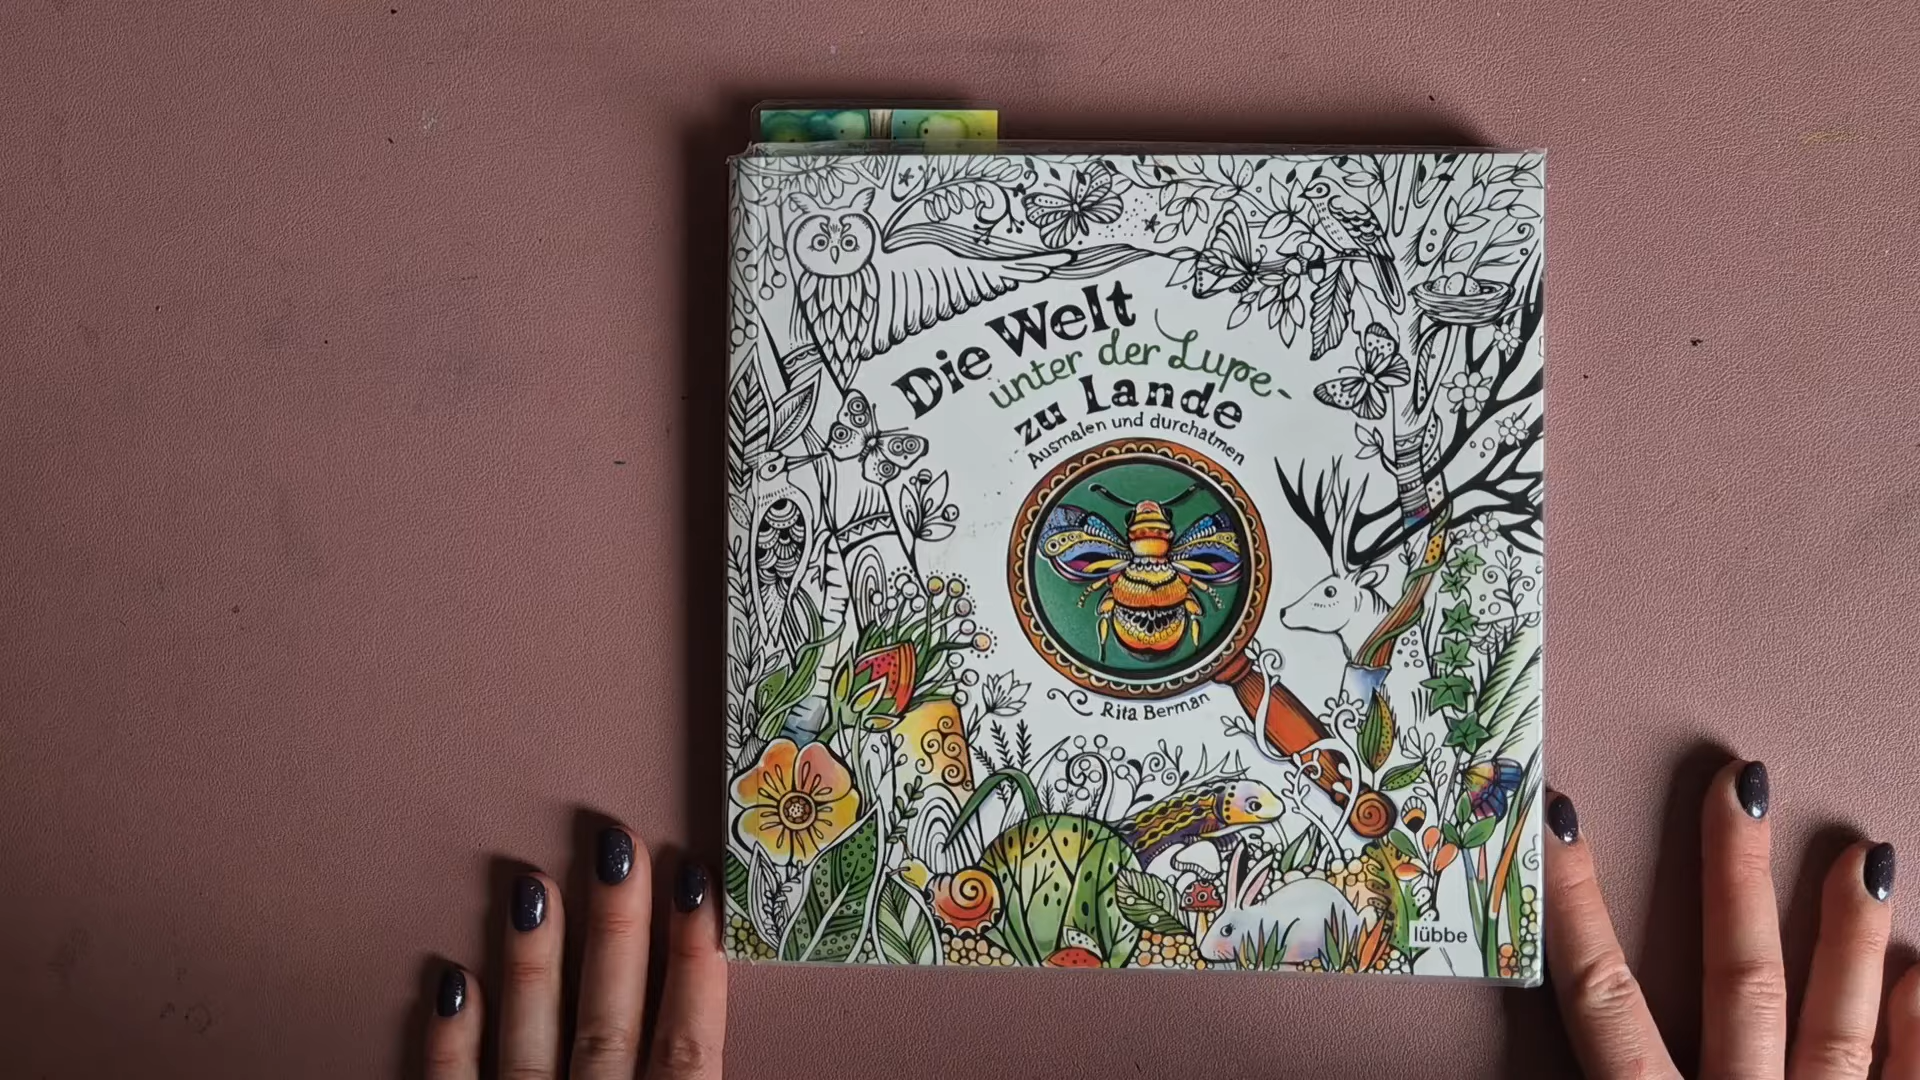 Die Welt
unter der Lupe-
zu Lande
Ausmalen und durchatmen
Rita Berman
lübbe